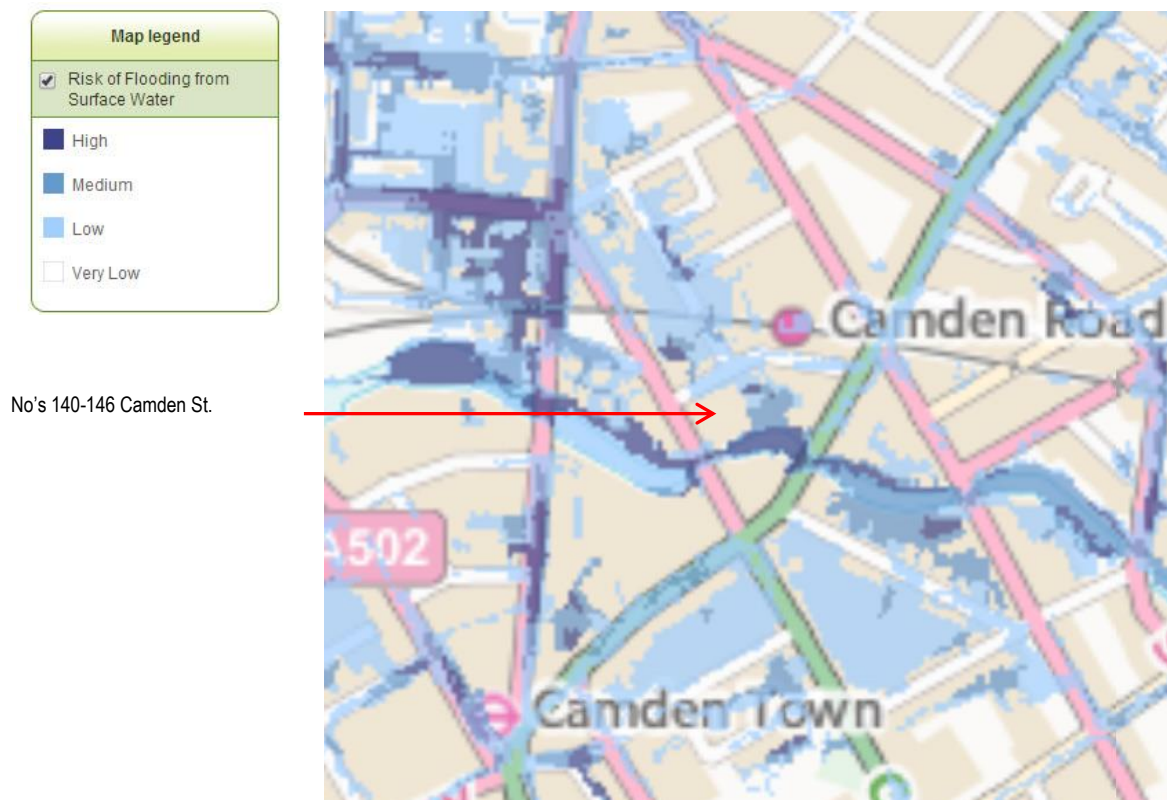 Map legend
Risk of Flooding from
Surface Water
High
Medium
Low
Very Low
No's 140-146 Camden St.
Camden Road
A502
Camden Town